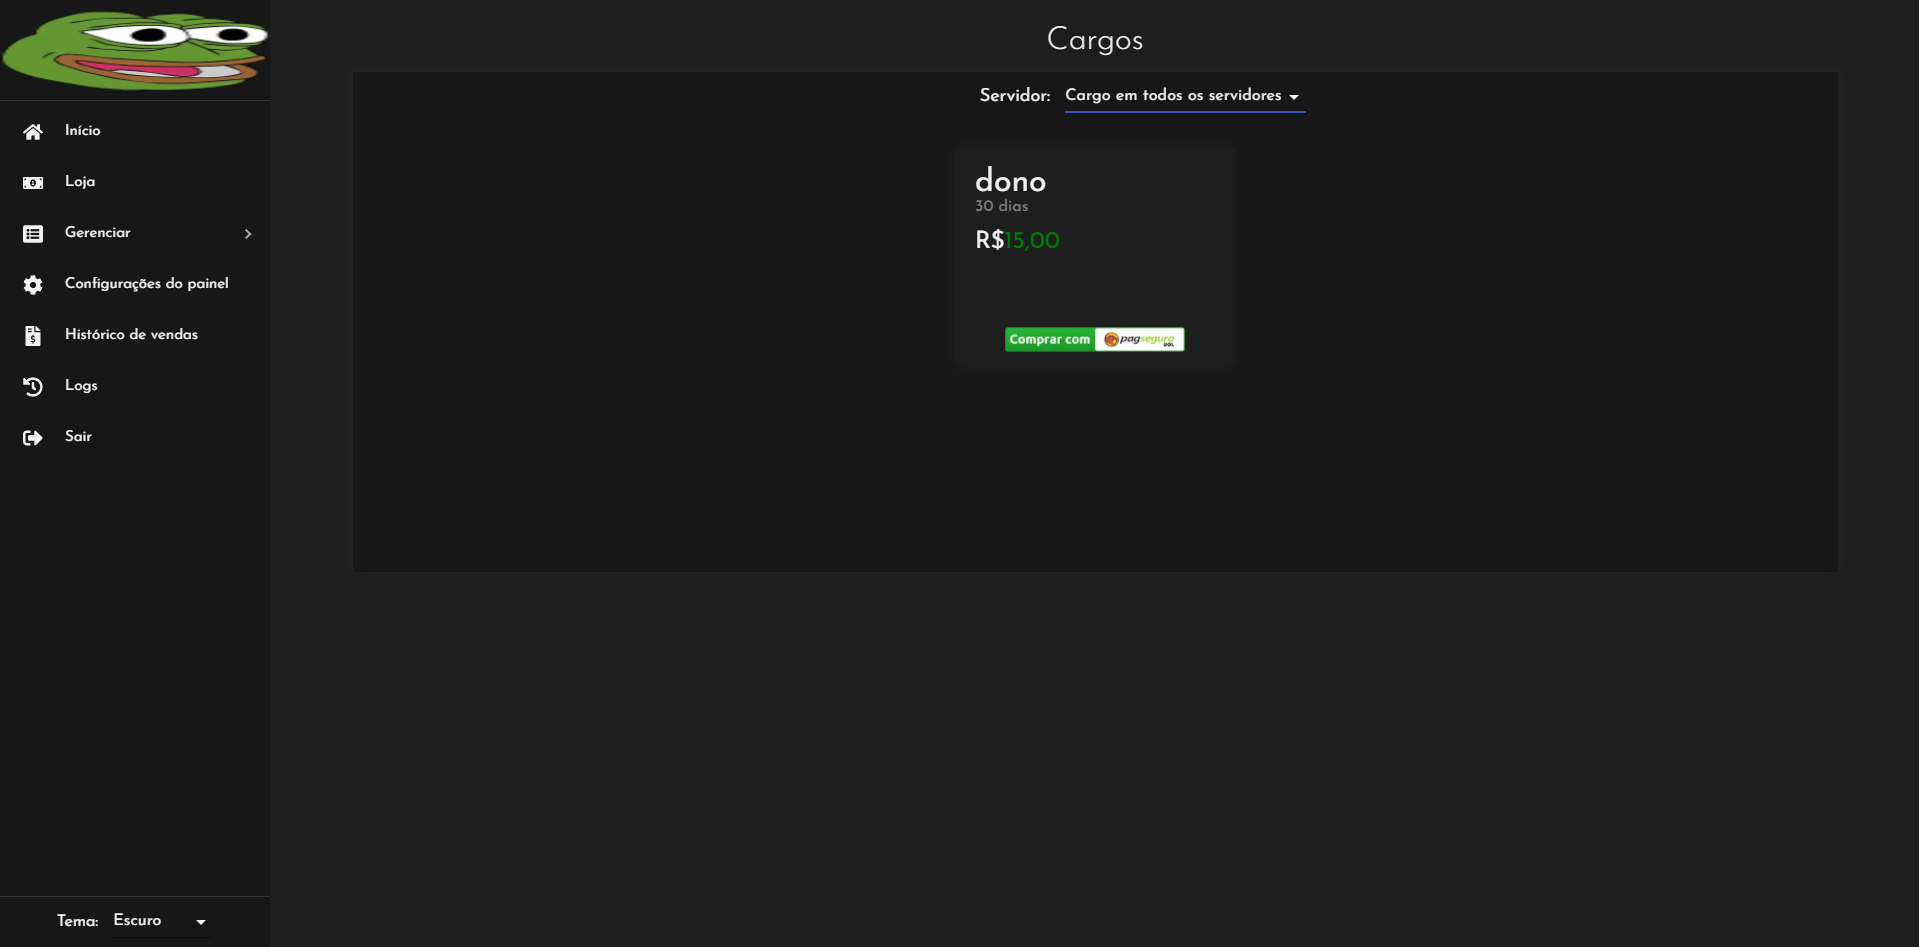 Início
Loja
Gerenciar
Configurações do painel
Histórico de vendas
Logs
Sair
Tema: Escuro
Cargos
Servidor: Cargo em todos os servidores
dono
30 dias
R$15,00
Comprar com pagseguro
UOL